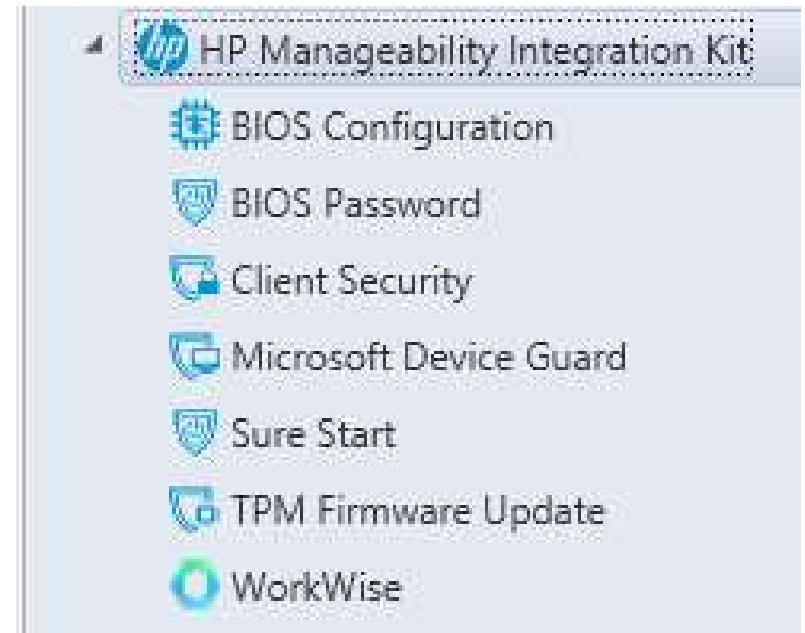 hp HP Manageability Integration Kit
BIOS Configuration
BIOS Password
Client Security
Microsoft Device Guard
Sure Start
TPM Firmware Update
WorkWise